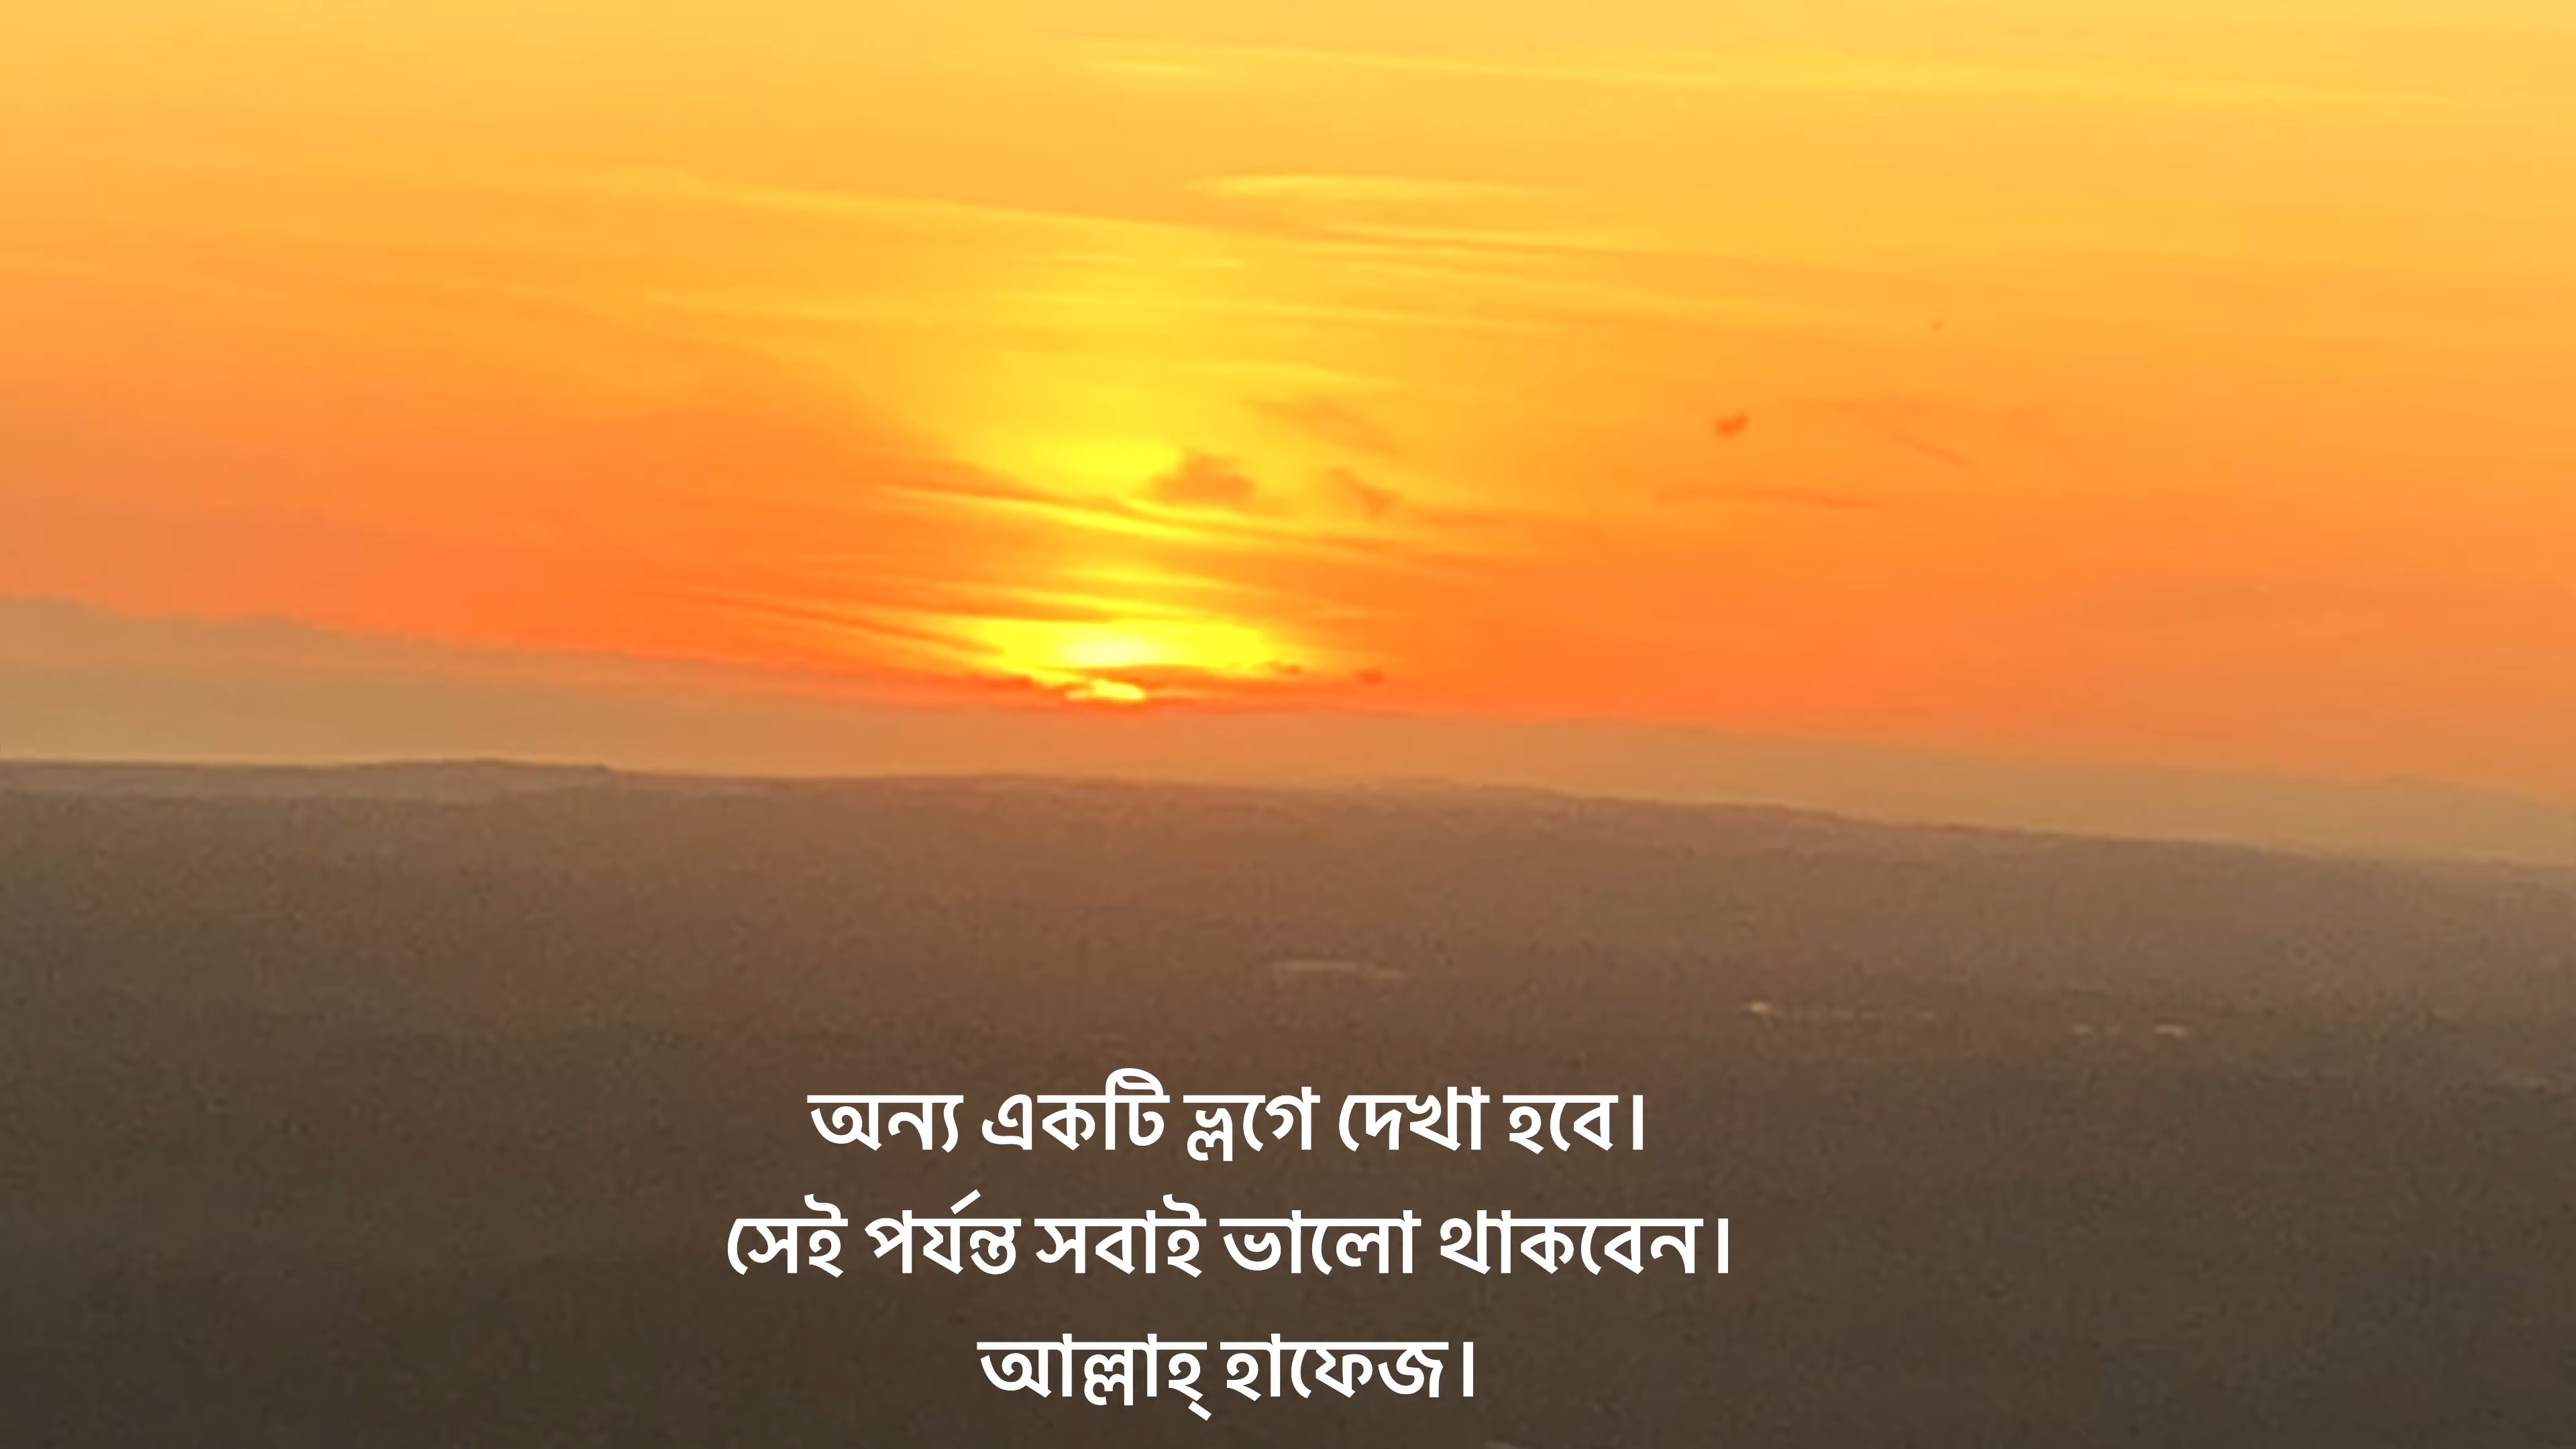 অন্য একটি ভ্লগে দেখা হবে।
সেই পর্যন্ত সবাই ভালো থাকবেন।
আল্লাহ্ হাফেজ।